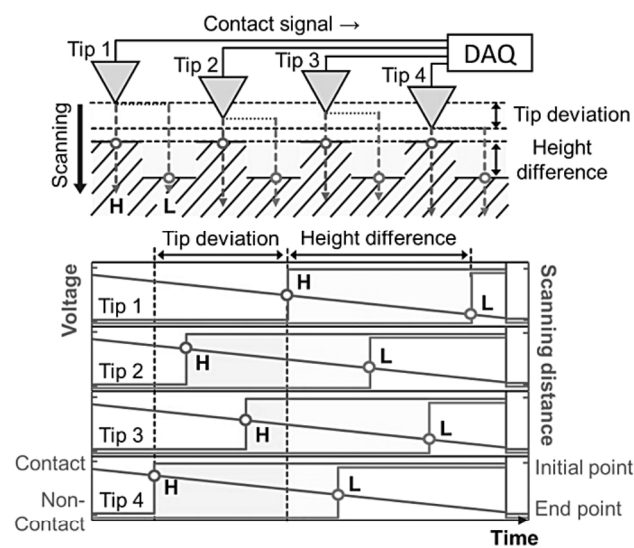 Contact signal →
Tip 1
Tip 2
Tip 3
Tip 4
DAQ
Scanning
Tip deviation
Height
difference
H
L
Tip deviation
Height difference
Voltage
Scanning distance
Tip 1
H
L
Tip 2
H
L
Tip 3
H
L
Contact
Non-
Contact
Tip 4
H
L
Initial point
End point
Time